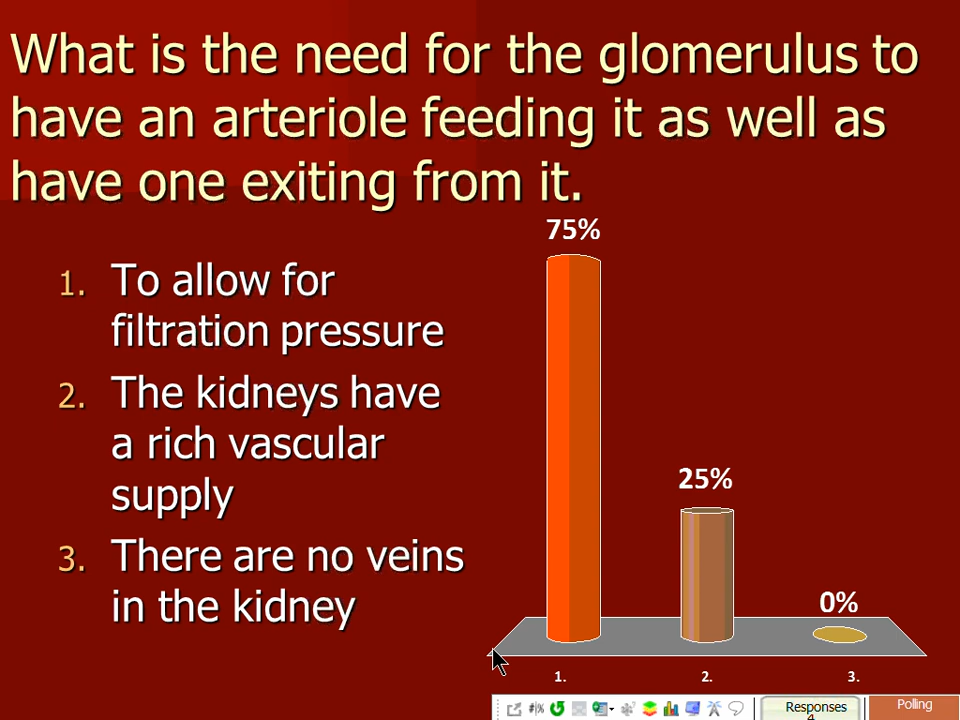 What is the need for the glomerulus to
have an arteriole feeding it as well as
have one exiting from it.
1. To allow for
filtration pressure
2. The kidneys have
a rich vascular
supply
3. There are no veins
in the kidney
75%
25%
0%
1. 2. 3.
Responses
4
Polling